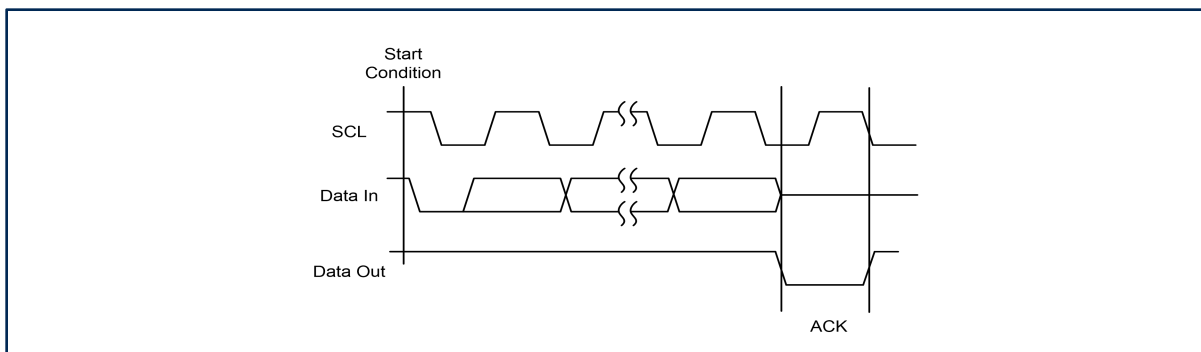 Start
Condition
SCL
Data In
Data Out
ACK